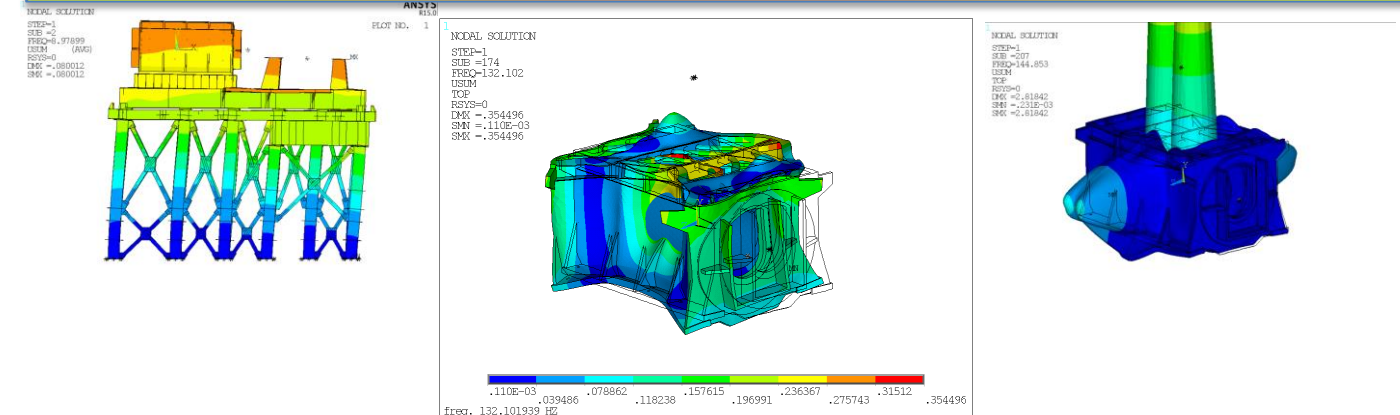 ANSYS
R15.0
NODAL SOLUTION
STEP=1
SUB =2
FREQ=8.97899
USUM (AVG)
RSYS=0
DMX =.080012
SMX =.080012
PLOT NO. 1
MX
1
NODAL SOLUTION
STEP=1
SUB =174
FREQ=132.102
USUM
TOP
RSYS=0
DMX =.354496
SMN =.110E-03
SMX =.354496
.110E-03 .078862 .157615 .236367 .31512
.039486 .118238 .196991 .275743 .354496
freq. 132.101939 HZ
1
NODAL SOLUTION
STEP=1
SUB =207
FREQ=144.853
USUM
TOP
RSYS=0
DMX =2.81842
SMN =.231E-03
SMX =2.81842